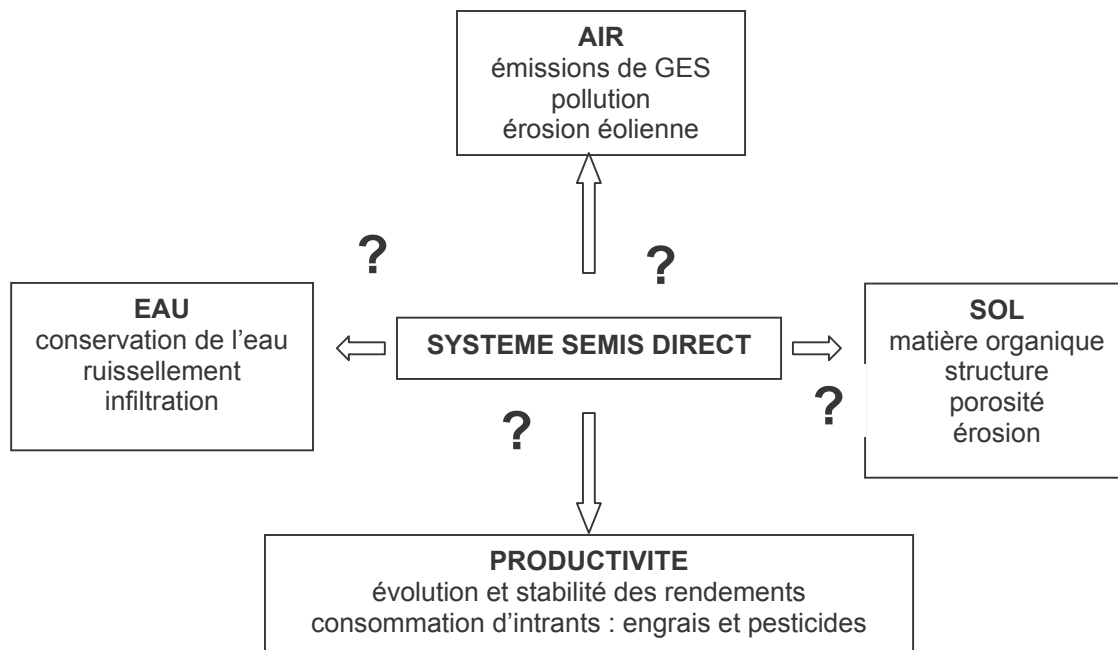 AIR
émissions de GES
pollution
érosion éolienne
?
?
EAU
conservation de l'eau
ruissellement
infiltration
SYSTEME SEMIS DIRECT
SOL
matière organique
structure
porosité
érosion
?
?
PRODUCTIVITE
évolution et stabilité des rendements
consommation d'intrants : engrais et pesticides